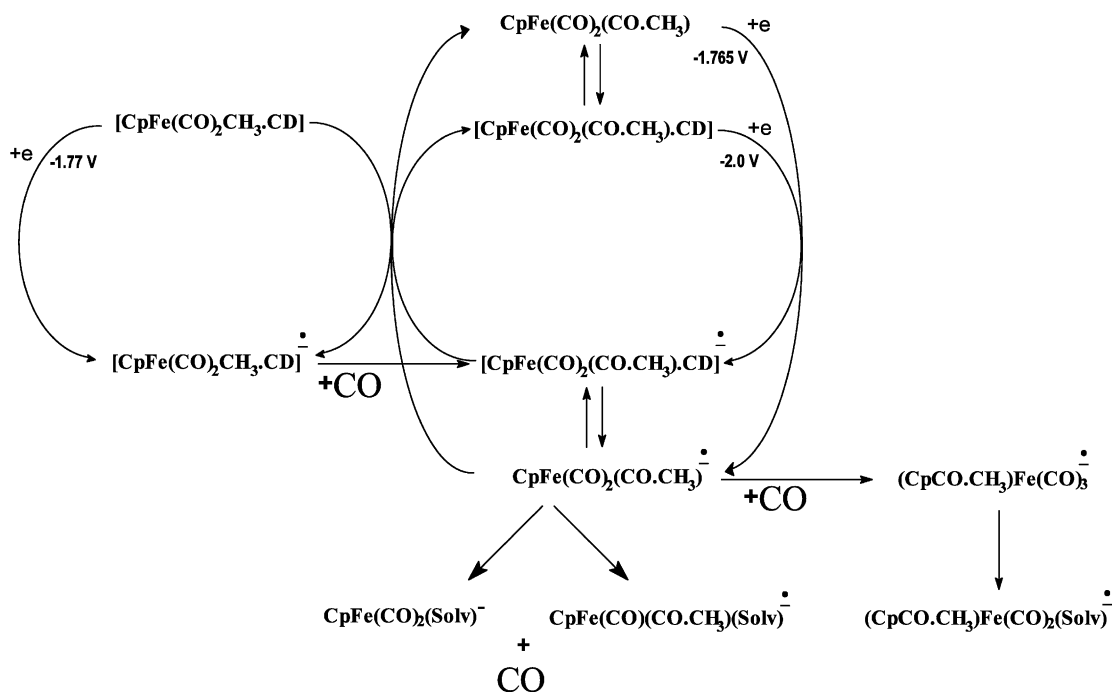 CpFe(CO)₂(CO.CH₃)
+e
-1.765 V
[CpFe(CO)₂CH₃.CD]
[CpFe(CO)₂(CO.CH₃).CD]
+e
-2.0 V
+e
-1.77 V
[CpFe(CO)₂CH₃.CD]∸
+CO
[CpFe(CO)₂(CO.CH₃).CD]∸
CpFe(CO)₂(CO.CH₃)∸
+CO
(CpCO.CH₃)Fe(CO)₃∸
CpFe(CO)₂(Solv)⁻
CpFe(CO)(CO.CH₃)(Solv)∸
(CpCO.CH₃)Fe(CO)₂(Solv)∸
+
CO